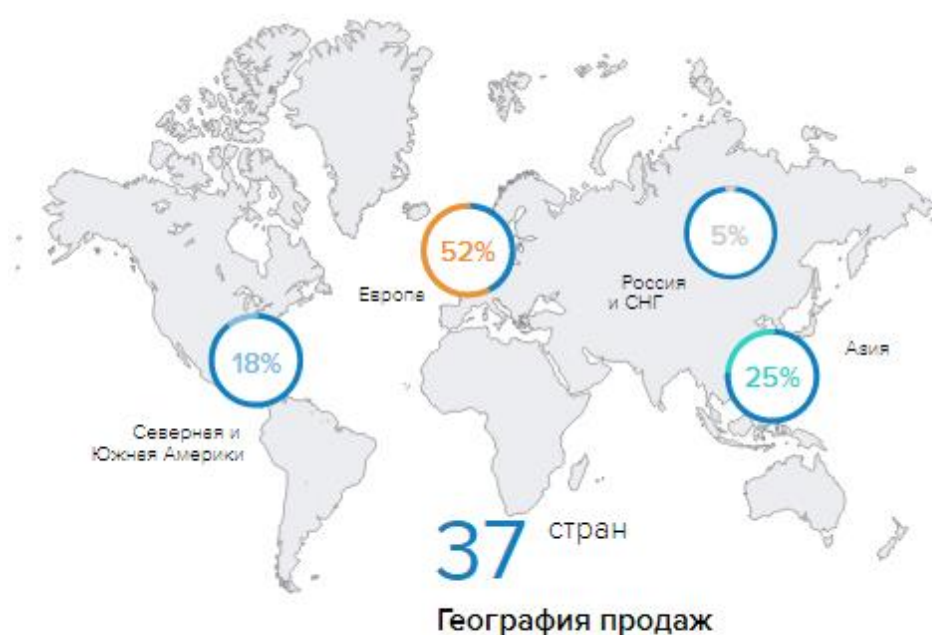 52%
Европа
5%
Россия
и СНГ
18%
Северная и
Южная Америки
25%
Азия
37 стран
География продаж